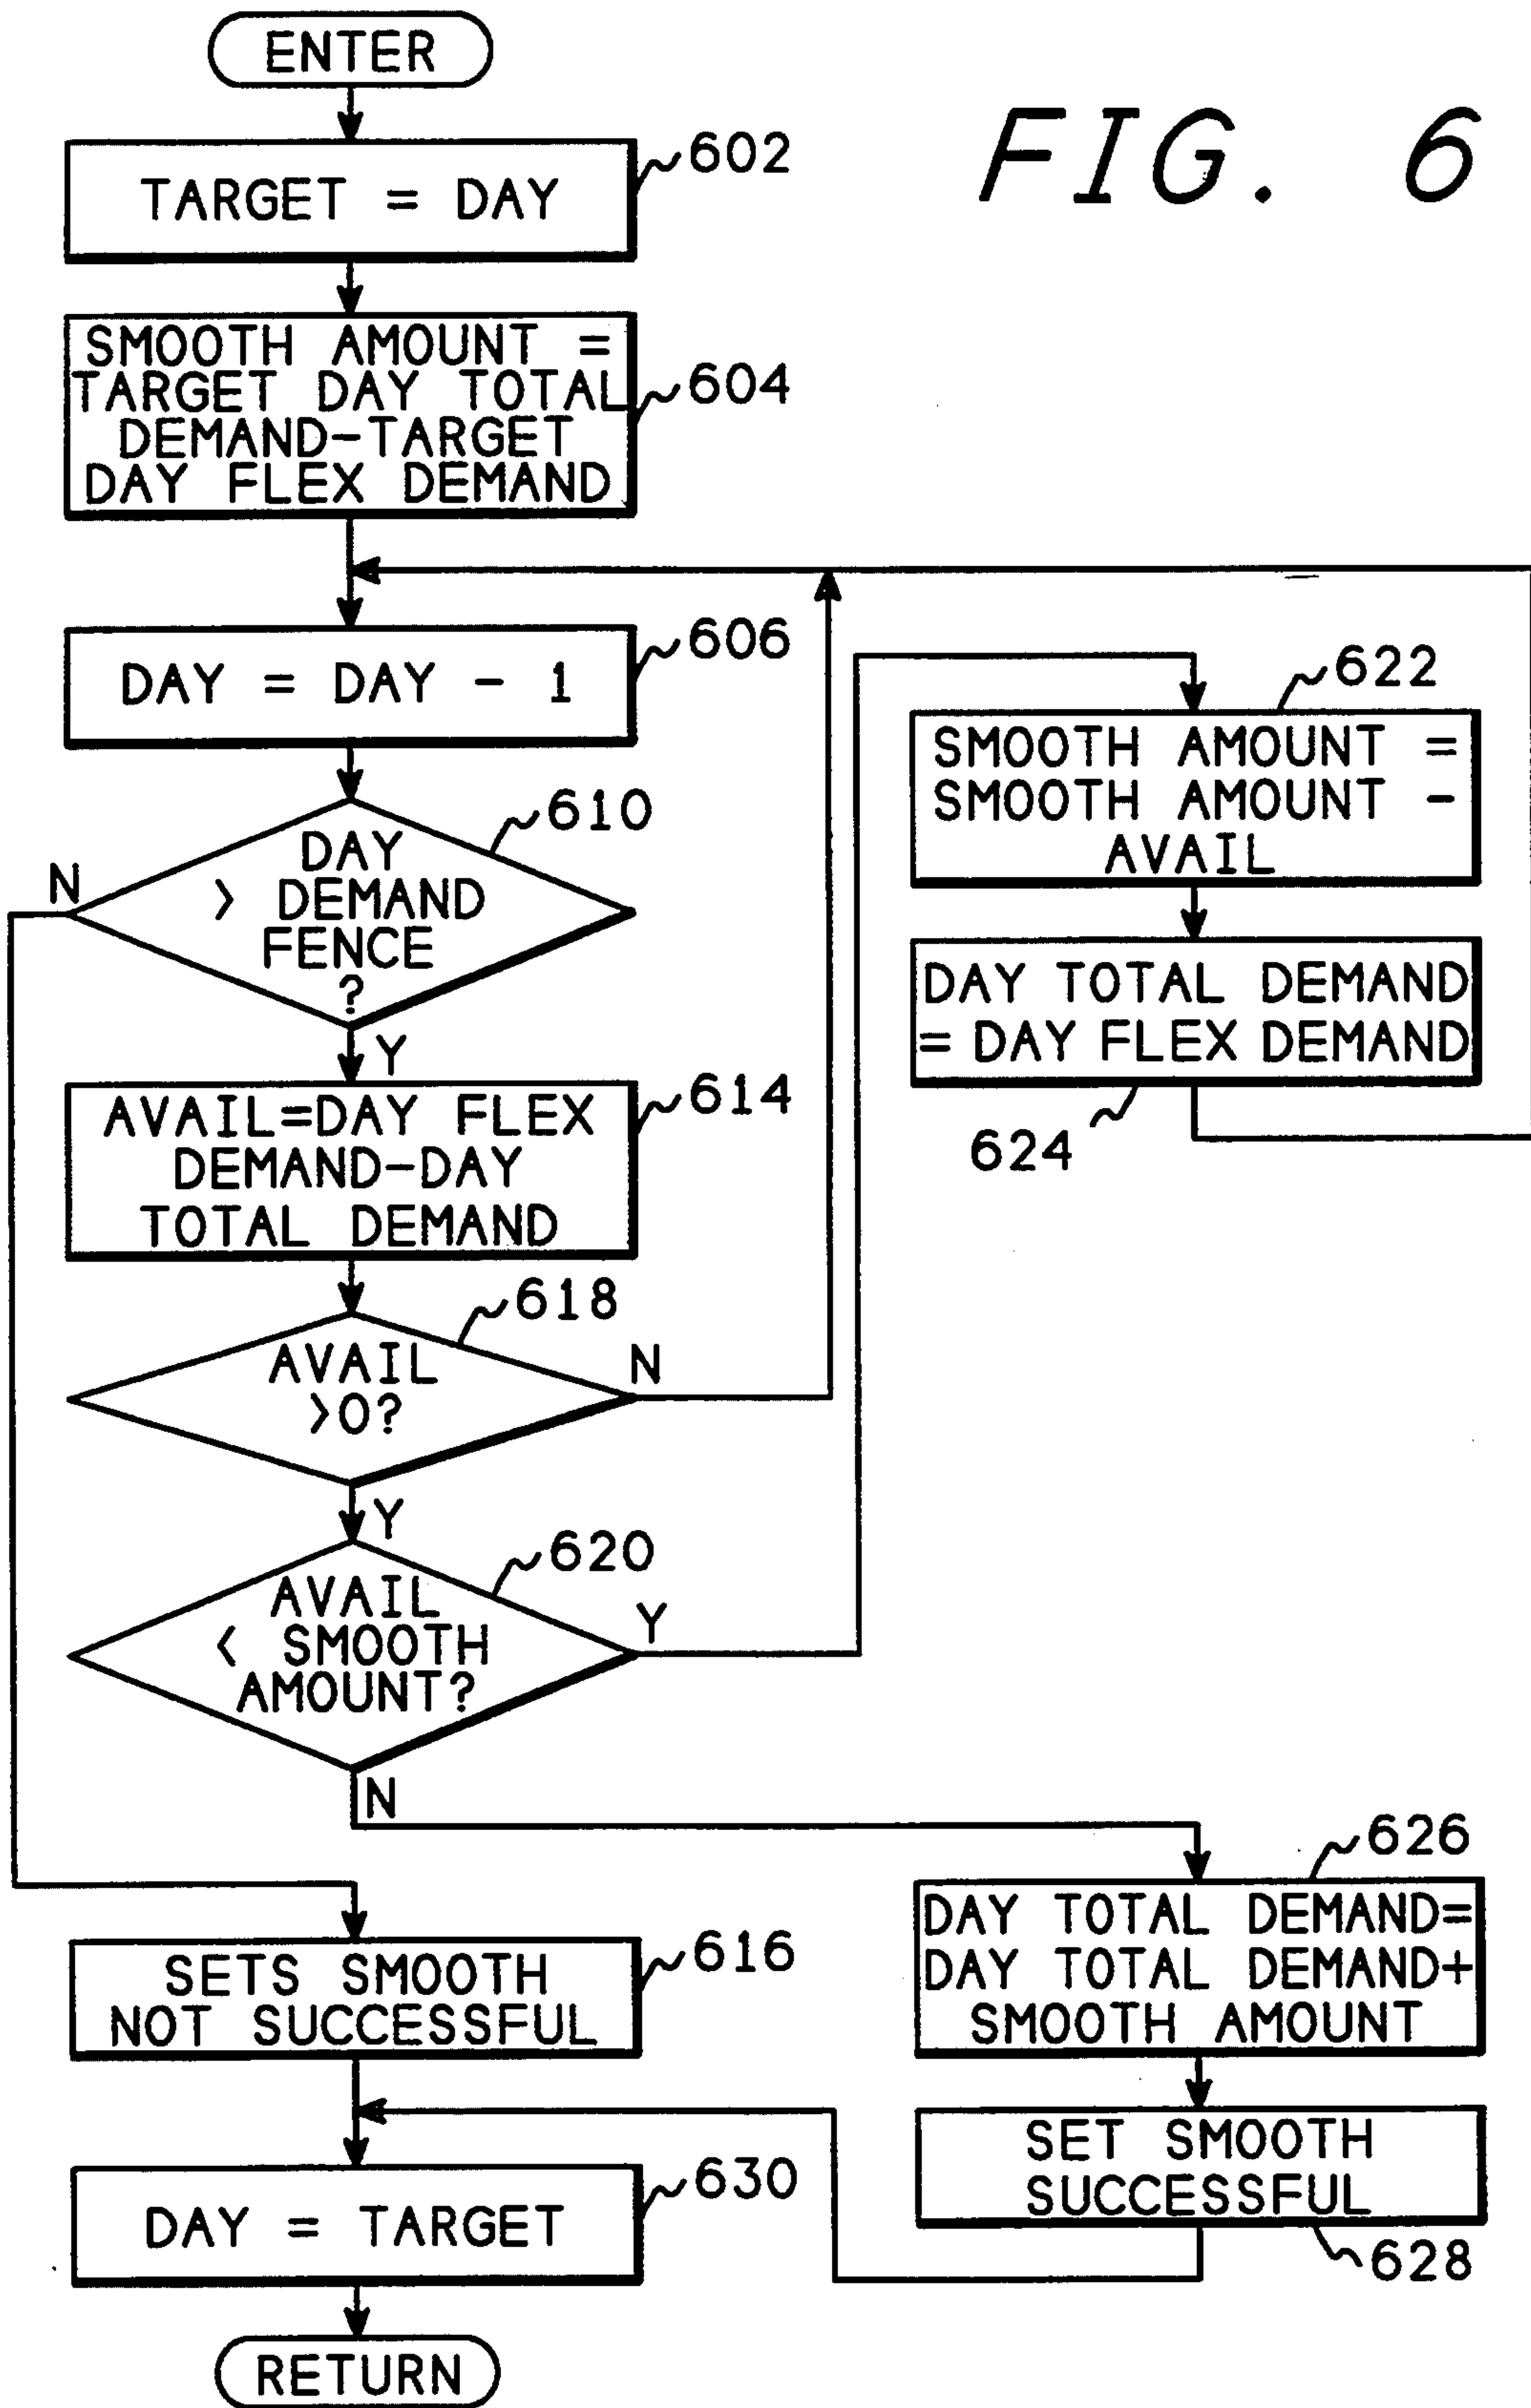 ENTER
FIG. 6
602
TARGET = DAY
SMOOTH AMOUNT =
TARGET DAY TOTAL
DEMAND-TARGET
DAY FLEX DEMAND
604
606
DAY = DAY - 1
610
DAY
> DEMAND
FENCE
?
N
Y
614
AVAIL=DAY FLEX
DEMAND-DAY
TOTAL DEMAND
618
AVAIL
>0?
N
Y
620
AVAIL
< SMOOTH
AMOUNT?
Y
N
622
SMOOTH AMOUNT =
SMOOTH AMOUNT -
AVAIL
DAY TOTAL DEMAND
= DAY FLEX DEMAND
624
626
DAY TOTAL DEMAND=
DAY TOTAL DEMAND+
SMOOTH AMOUNT
616
SETS SMOOTH
NOT SUCCESSFUL
SET SMOOTH
SUCCESSFUL
628
630
DAY = TARGET
RETURN